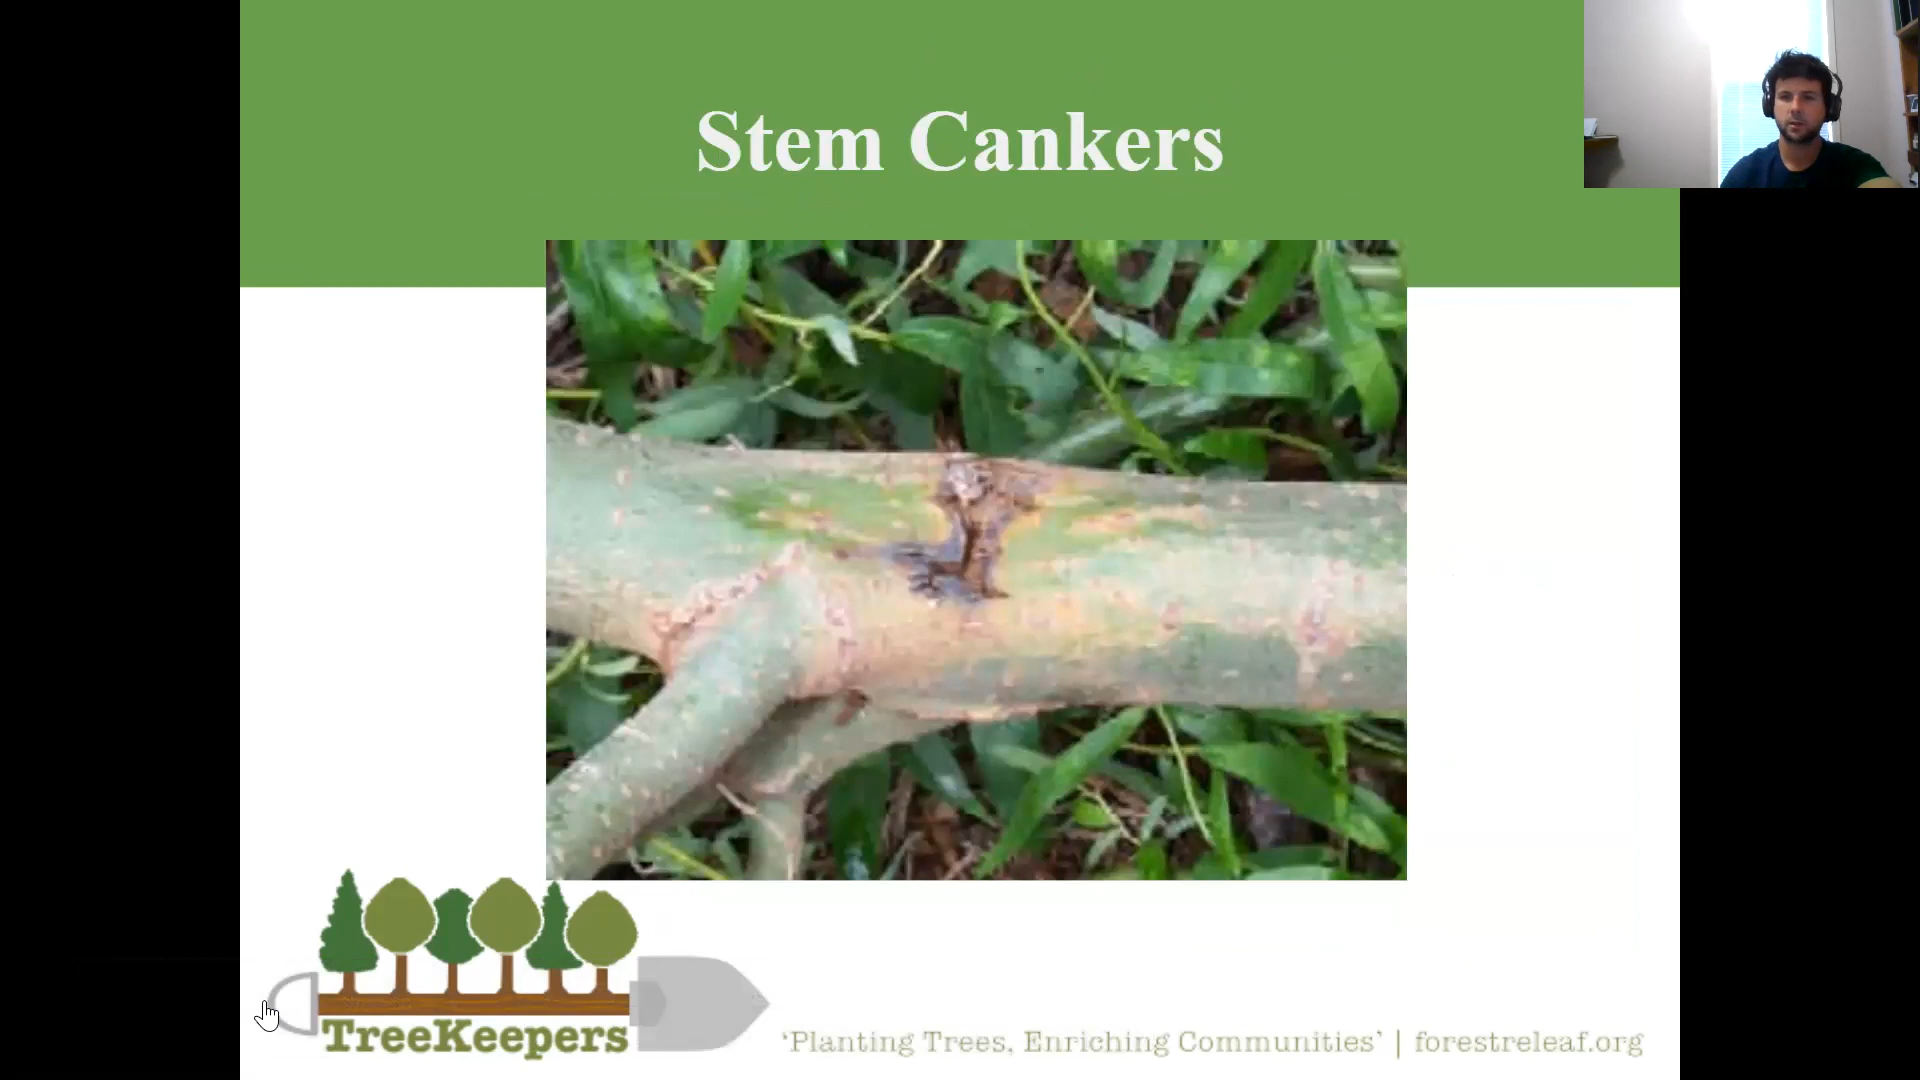 Stem Cankers
TreeKeepers
'Planting Trees, Enriching Communities' | forestreleaf.org